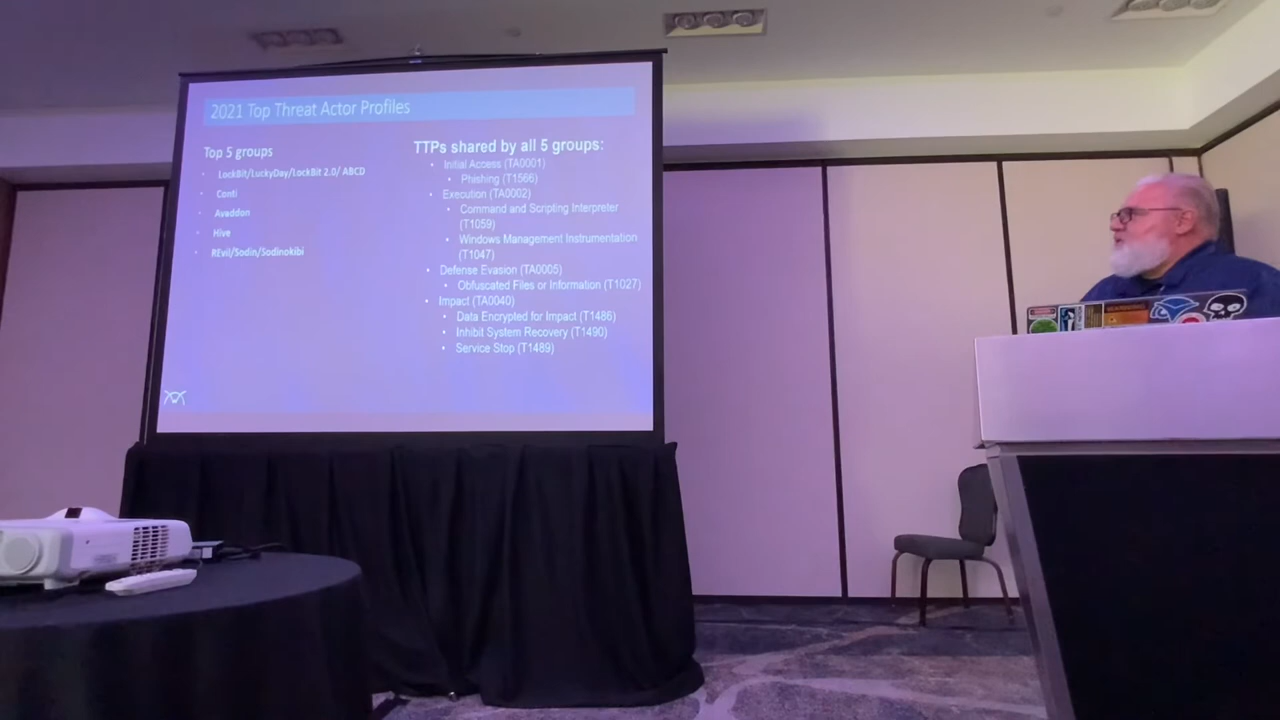 2021 Top Threat Actor Profiles
Top 5 groups
LockBit/LuckyDay/LockBit 2.0/ ABCD
Conti
Avaddon
Hive
REvil/Sodin/Sodinokibi
TTPs shared by all 5 groups:
Initial Access (TA0001)
Phishing (T1566)
Execution (TA0002)
Command and Scripting Interpreter
(T1059)
Windows Management Instrumentation
(T1047)
Defense Evasion (TA0005)
Obfuscated Files or Information (T1027)
Impact (TA0040)
Data Encrypted for Impact (T1486)
Inhibit System Recovery (T1490)
Service Stop (T1489)